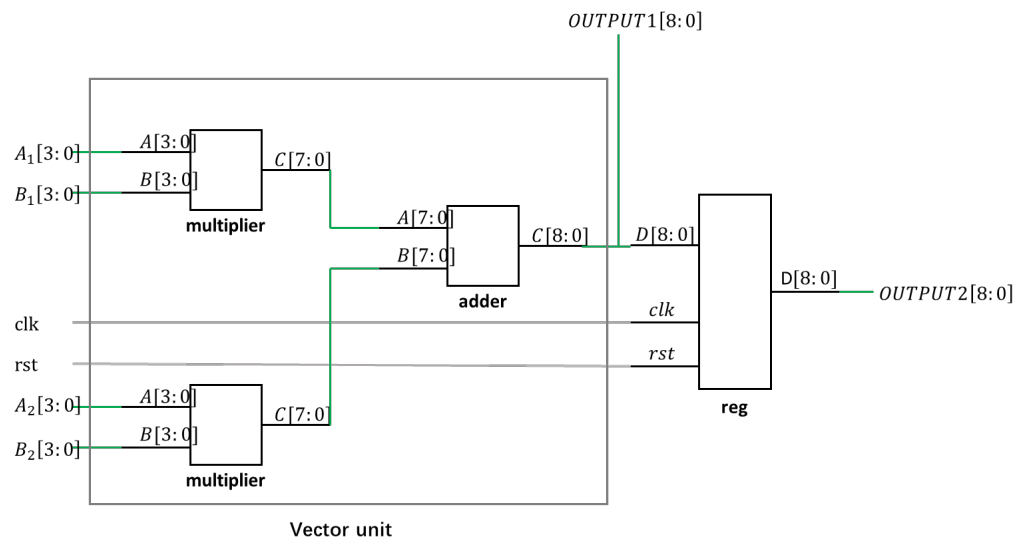 OUTPUT1[8:0]
A₁[3:0]
A[3:0]
B₁[3:0]
B[3:0]
C[7:0]
multiplier
A[7:0]
B[7:0]
C[8:0]
adder
D[8:0]
clk
clk
rst
rst
D[8:0]
OUTPUT2[8:0]
reg
A₂[3:0]
A[3:0]
B₂[3:0]
B[3:0]
C[7:0]
multiplier
Vector unit